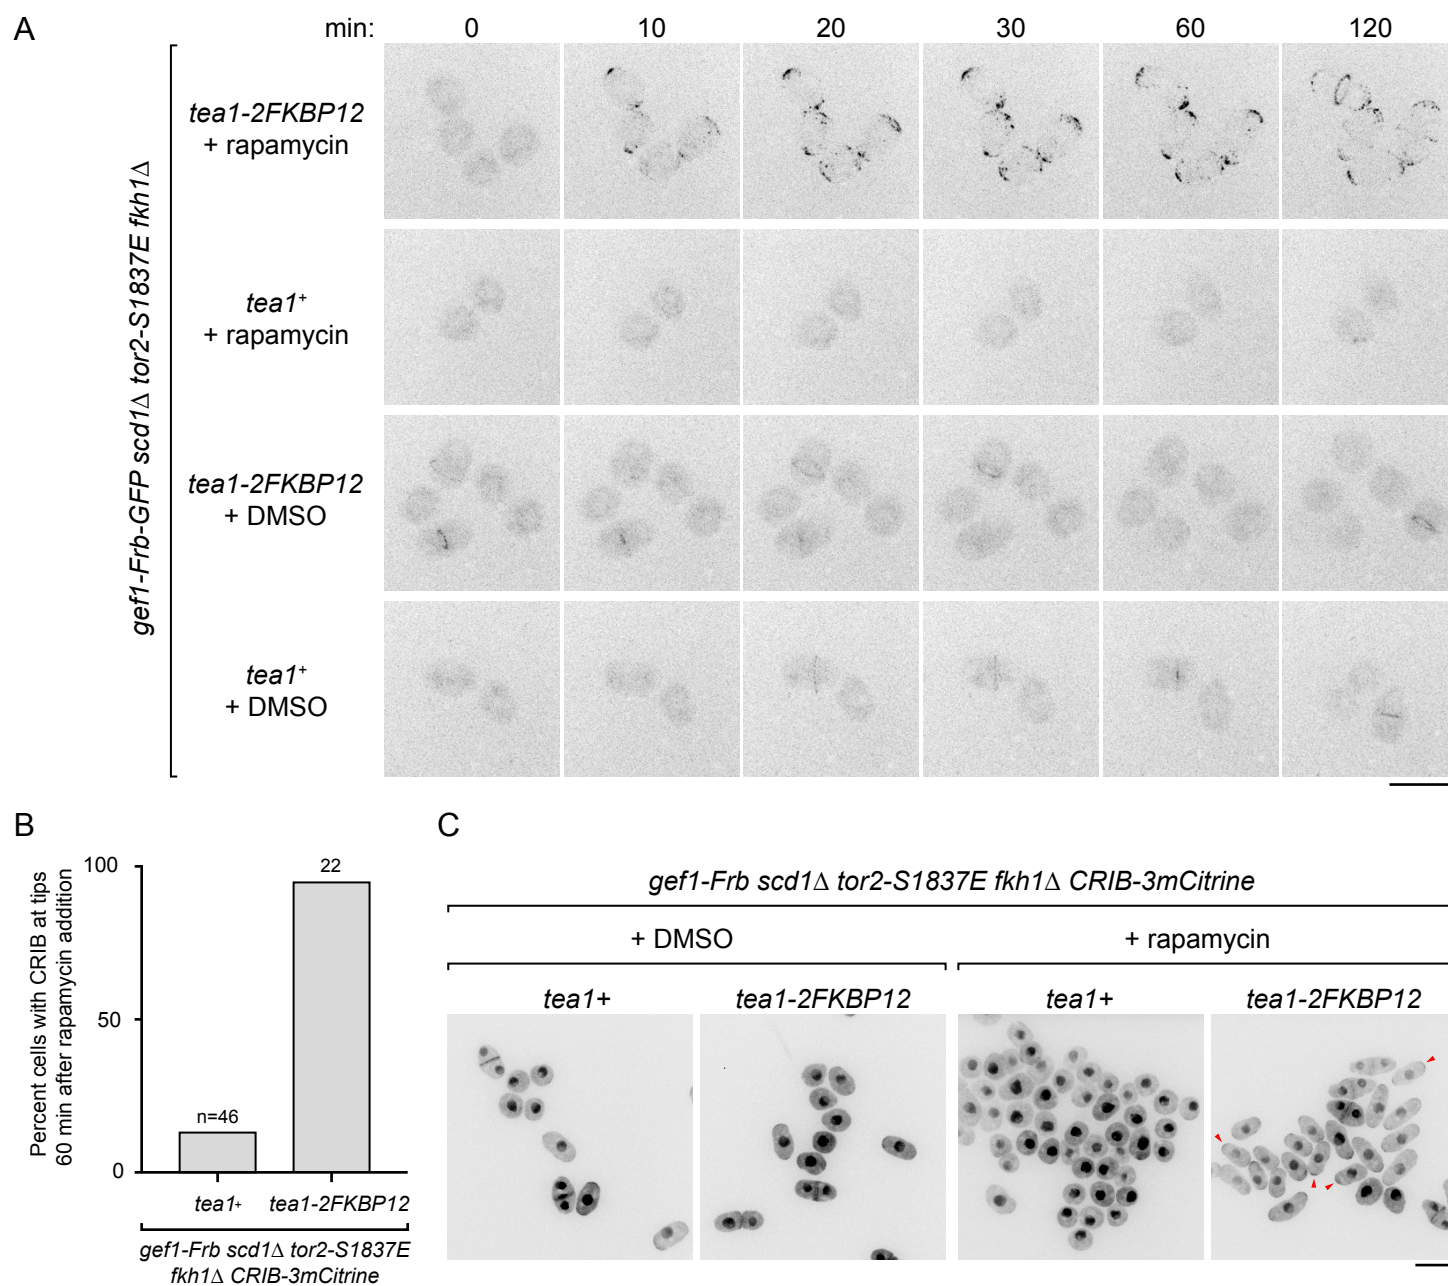 A
min: 0 10 20 30 60 120
gef1-Frb-GFP scd1Δ tor2-S1837E fkh1Δ
tea1-2FKBP12
+ rapamycin
tea1+
+ rapamycin
tea1-2FKBP12
+ DMSO
tea1+
+ DMSO
B
Percent cells with CRIB at tips
60 min after rapamycin addition
100
50
0
n=46
22
tea1+ tea1-2FKBP12
gef1-Frb scd1Δ tor2-S1837E
fkh1Δ CRIB-3mCitrine
C
gef1-Frb scd1Δ tor2-S1837E fkh1Δ CRIB-3mCitrine
+ DMSO + rapamycin
tea1+ tea1-2FKBP12 tea1+ tea1-2FKBP12